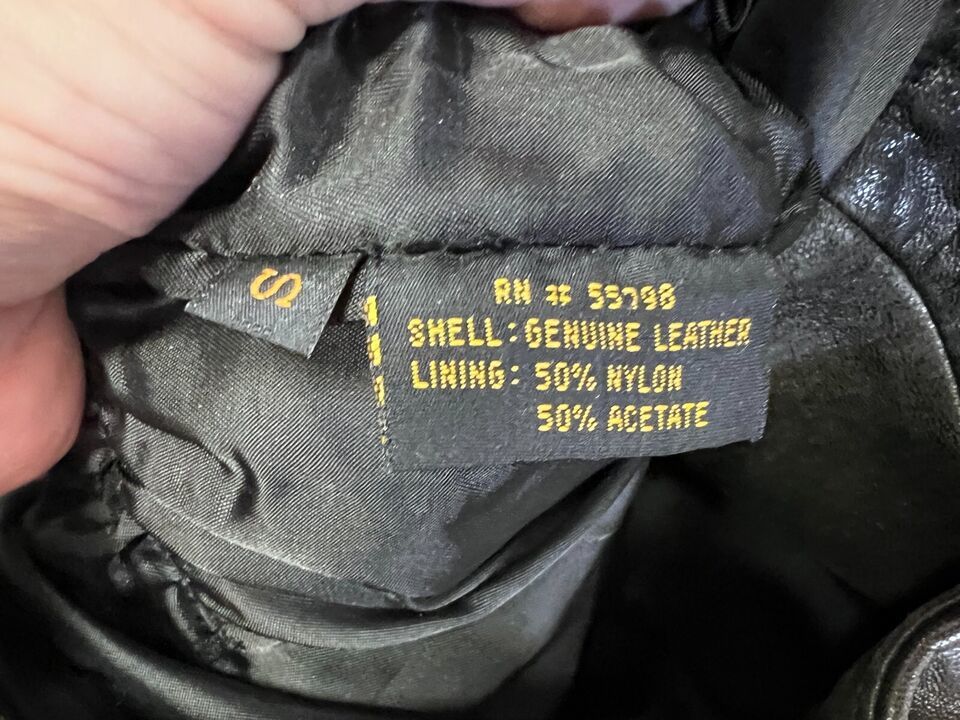 S
RN # 55798
SHELL: GENUINE LEATHER
LINING: 50% NYLON
50% ACETATE